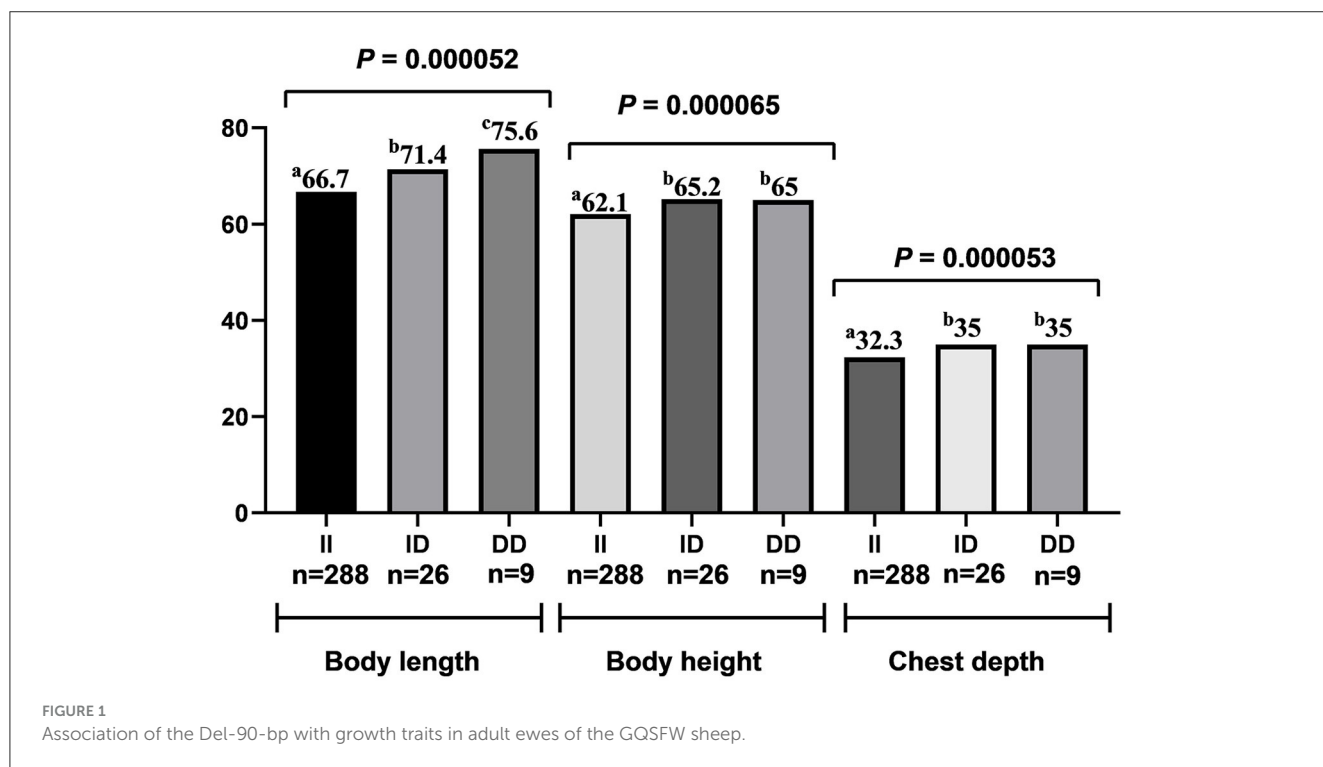 P = 0.000052
P = 0.000065
P = 0.000053
80
60
40
20
0
a66.7
b71.4
c75.6
a62.1
b65.2
b65
a32.3
b35
b35
II ID DD II ID DD II ID DD
n=288 n=26 n=9 n=288 n=26 n=9 n=288 n=26 n=9
Body length Body height Chest depth
FIGURE 1
Association of the Del-90-bp with growth traits in adult ewes of the GQSFW sheep.